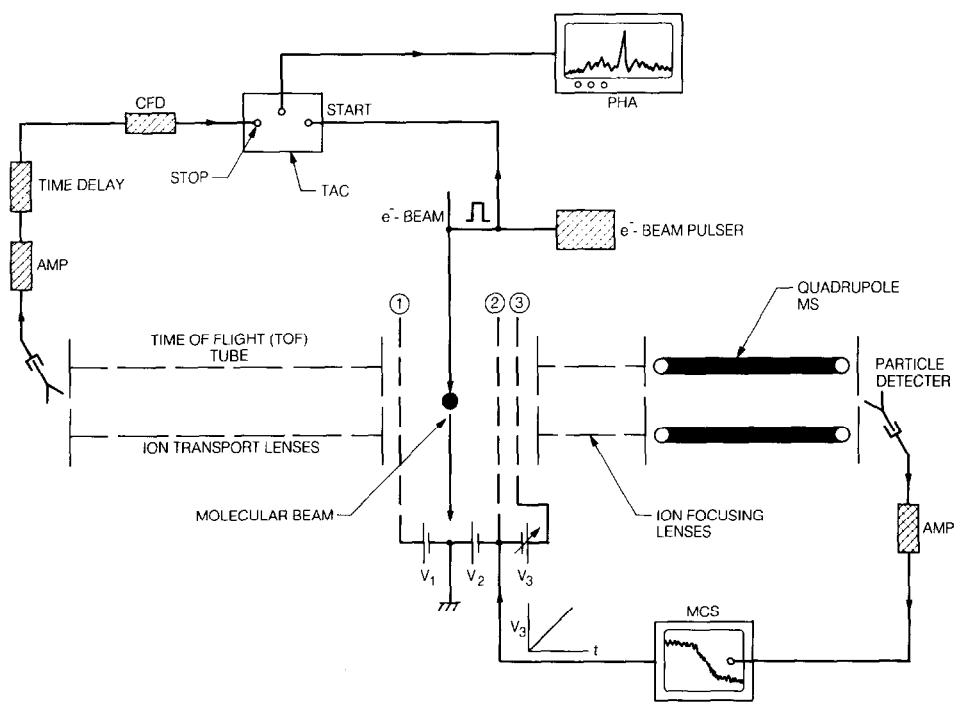 PHA
CFD
START
STOP
TAC
TIME DELAY
e⁻- BEAM
e⁻- BEAM PULSER
AMP
1
2
3
QUADRUPOLE
MS
TIME OF FLIGHT (TOF)
TUBE
PARTICLE
DETECTER
ION TRANSPORT LENSES
MOLECULAR BEAM
ION FOCUSING
LENSES
AMP
V₁
V₂
V₃
MCS
V₃
t